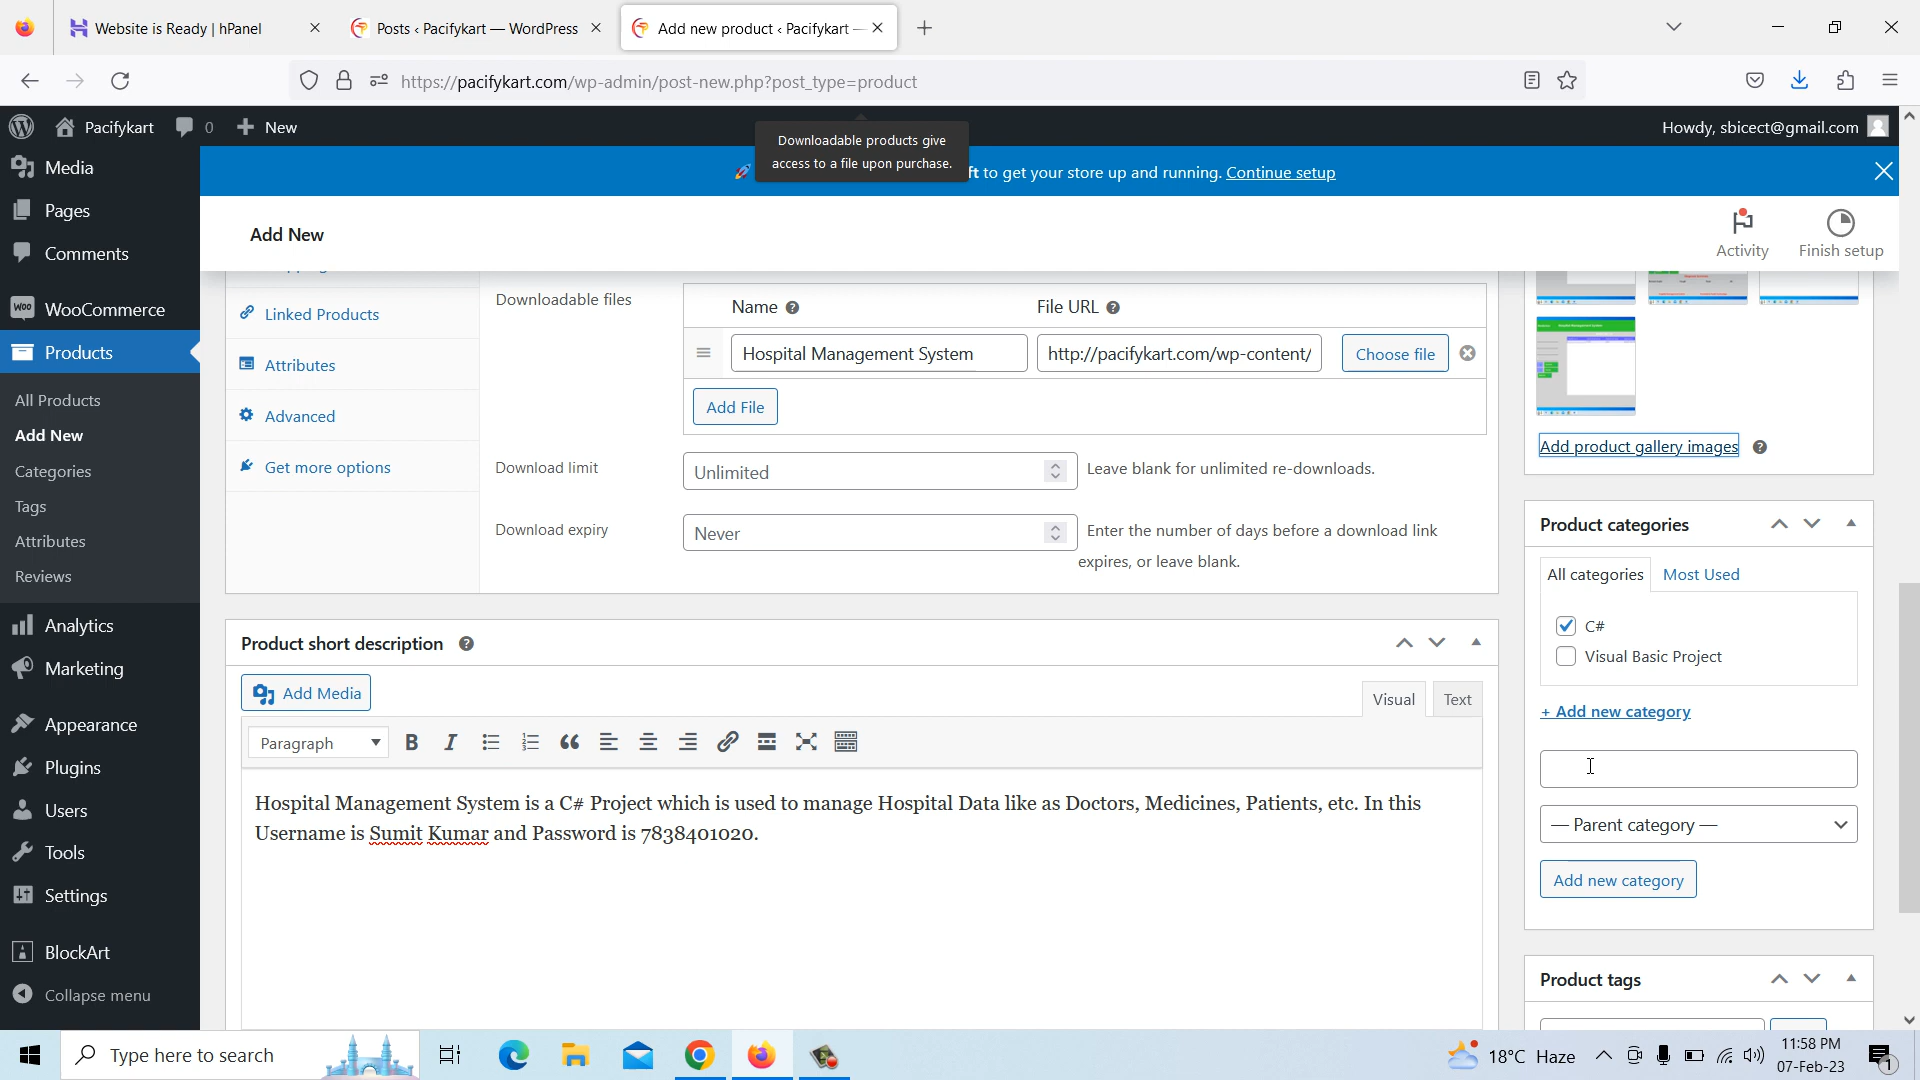 Website is Ready | hPanel
Posts ‹ Pacifykart — WordPress
Add new product ‹ Pacifykart —
https://pacifykart.com/wp-admin/post-new.php?post_type=product
Pacifykart
0
New
Howdy, sbicect@gmail.com
Downloadable products give
access to a file upon purchase.
ft to get your store up and running. Continue setup
Add New
Activity
Finish setup
Media
Pages
Comments
WooCommerce
Products
All Products
Add New
Categories
Tags
Attributes
Reviews
Analytics
Marketing
Appearance
Plugins
Users
Tools
Settings
BlockArt
Collapse menu
Linked Products
Attributes
Advanced
Get more options
Downloadable files
Name
File URL
Hospital Management System
http://pacifykart.com/wp-content/
Choose file
Add File
Download limit
Unlimited
Leave blank for unlimited re-downloads.
Download expiry
Never
Enter the number of days before a download link
expires, or leave blank.
Product short description
Add Media
Visual
Text
Paragraph
Hospital Management System is a C# Project which is used to manage Hospital Data like as Doctors, Medicines, Patients, etc. In this
Username is Sumit Kumar and Password is 7838401020.
Add product gallery images
Product categories
All categories
Most Used
C#
Visual Basic Project
+ Add new category
— Parent category —
Add new category
Product tags
Type here to search
18°C Haze
11:58 PM
07-Feb-23
1